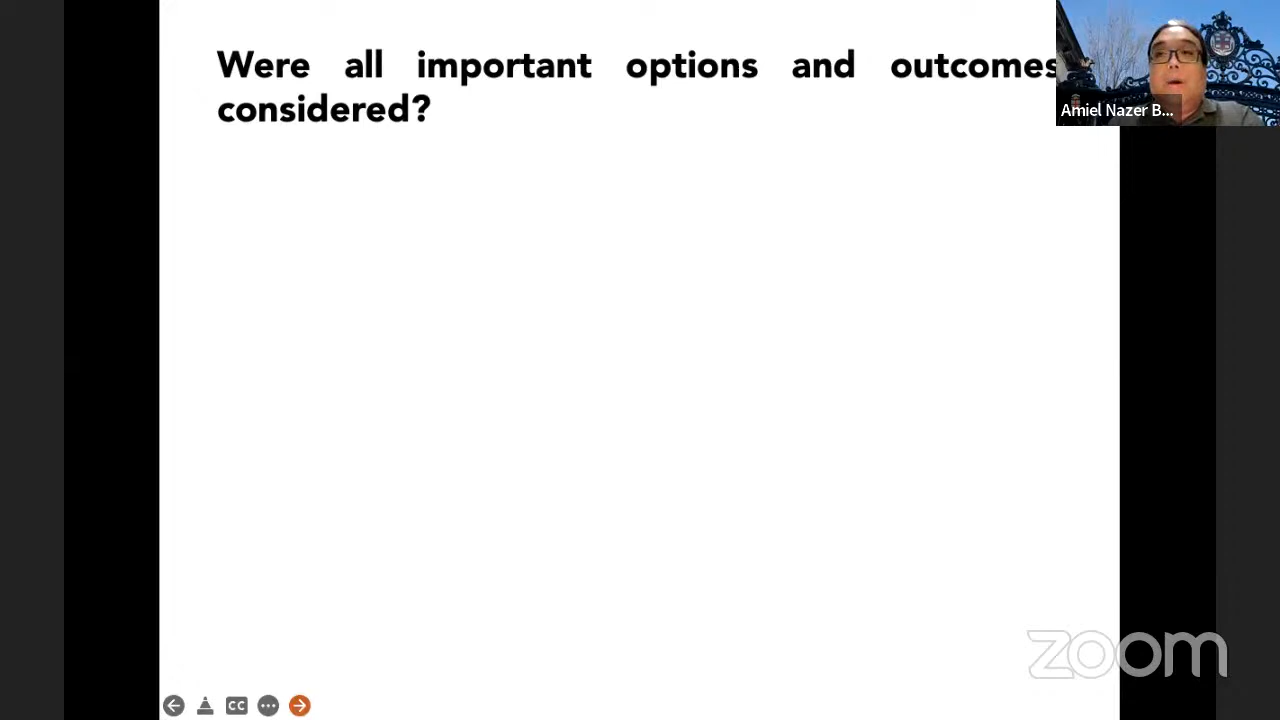 Were all important options and outcomes
considered?
Amiel Nazer B...
CC
zoom